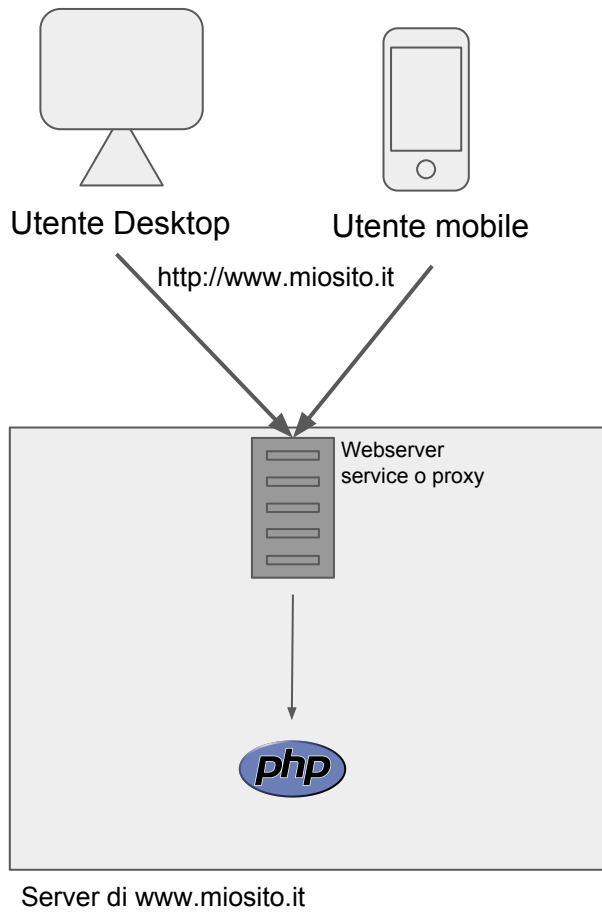 Utente Desktop
Utente mobile
http://www.miosito.it
Webserver
service o proxy
php
Server di www.miosito.it